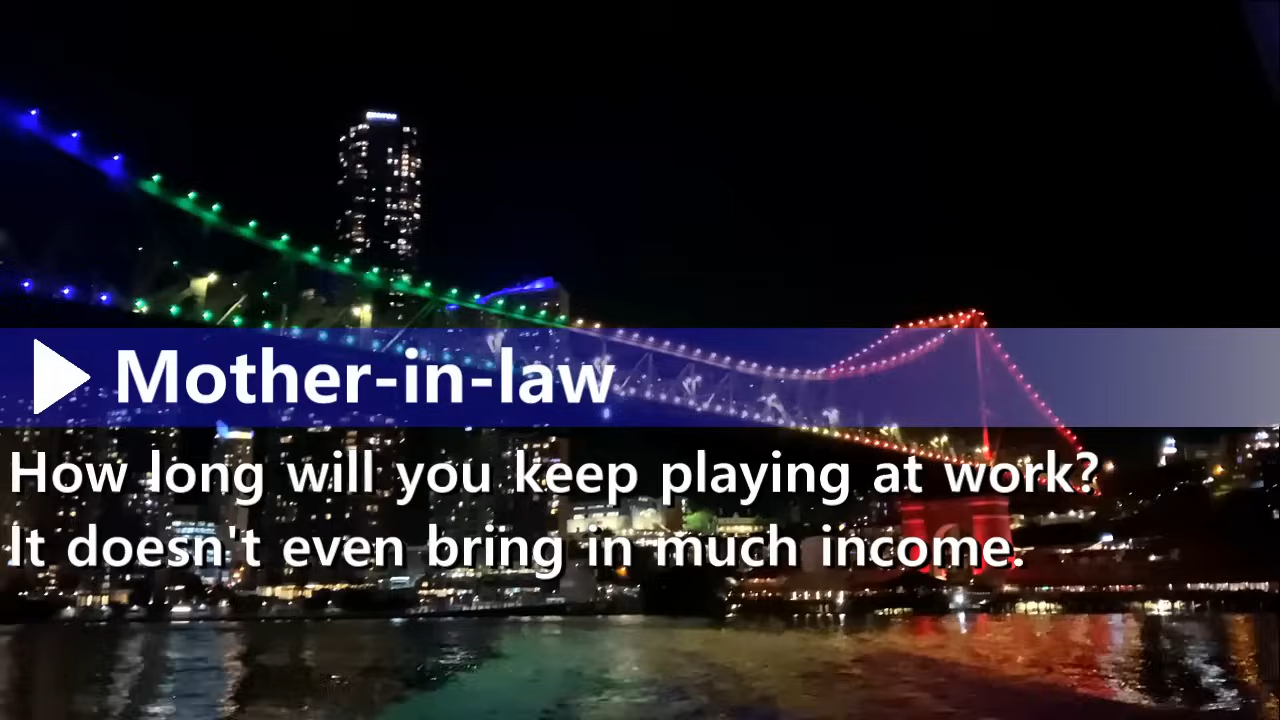 Mother-in-law
How long will you keep playing at work?
It doesn't even bring in much income.